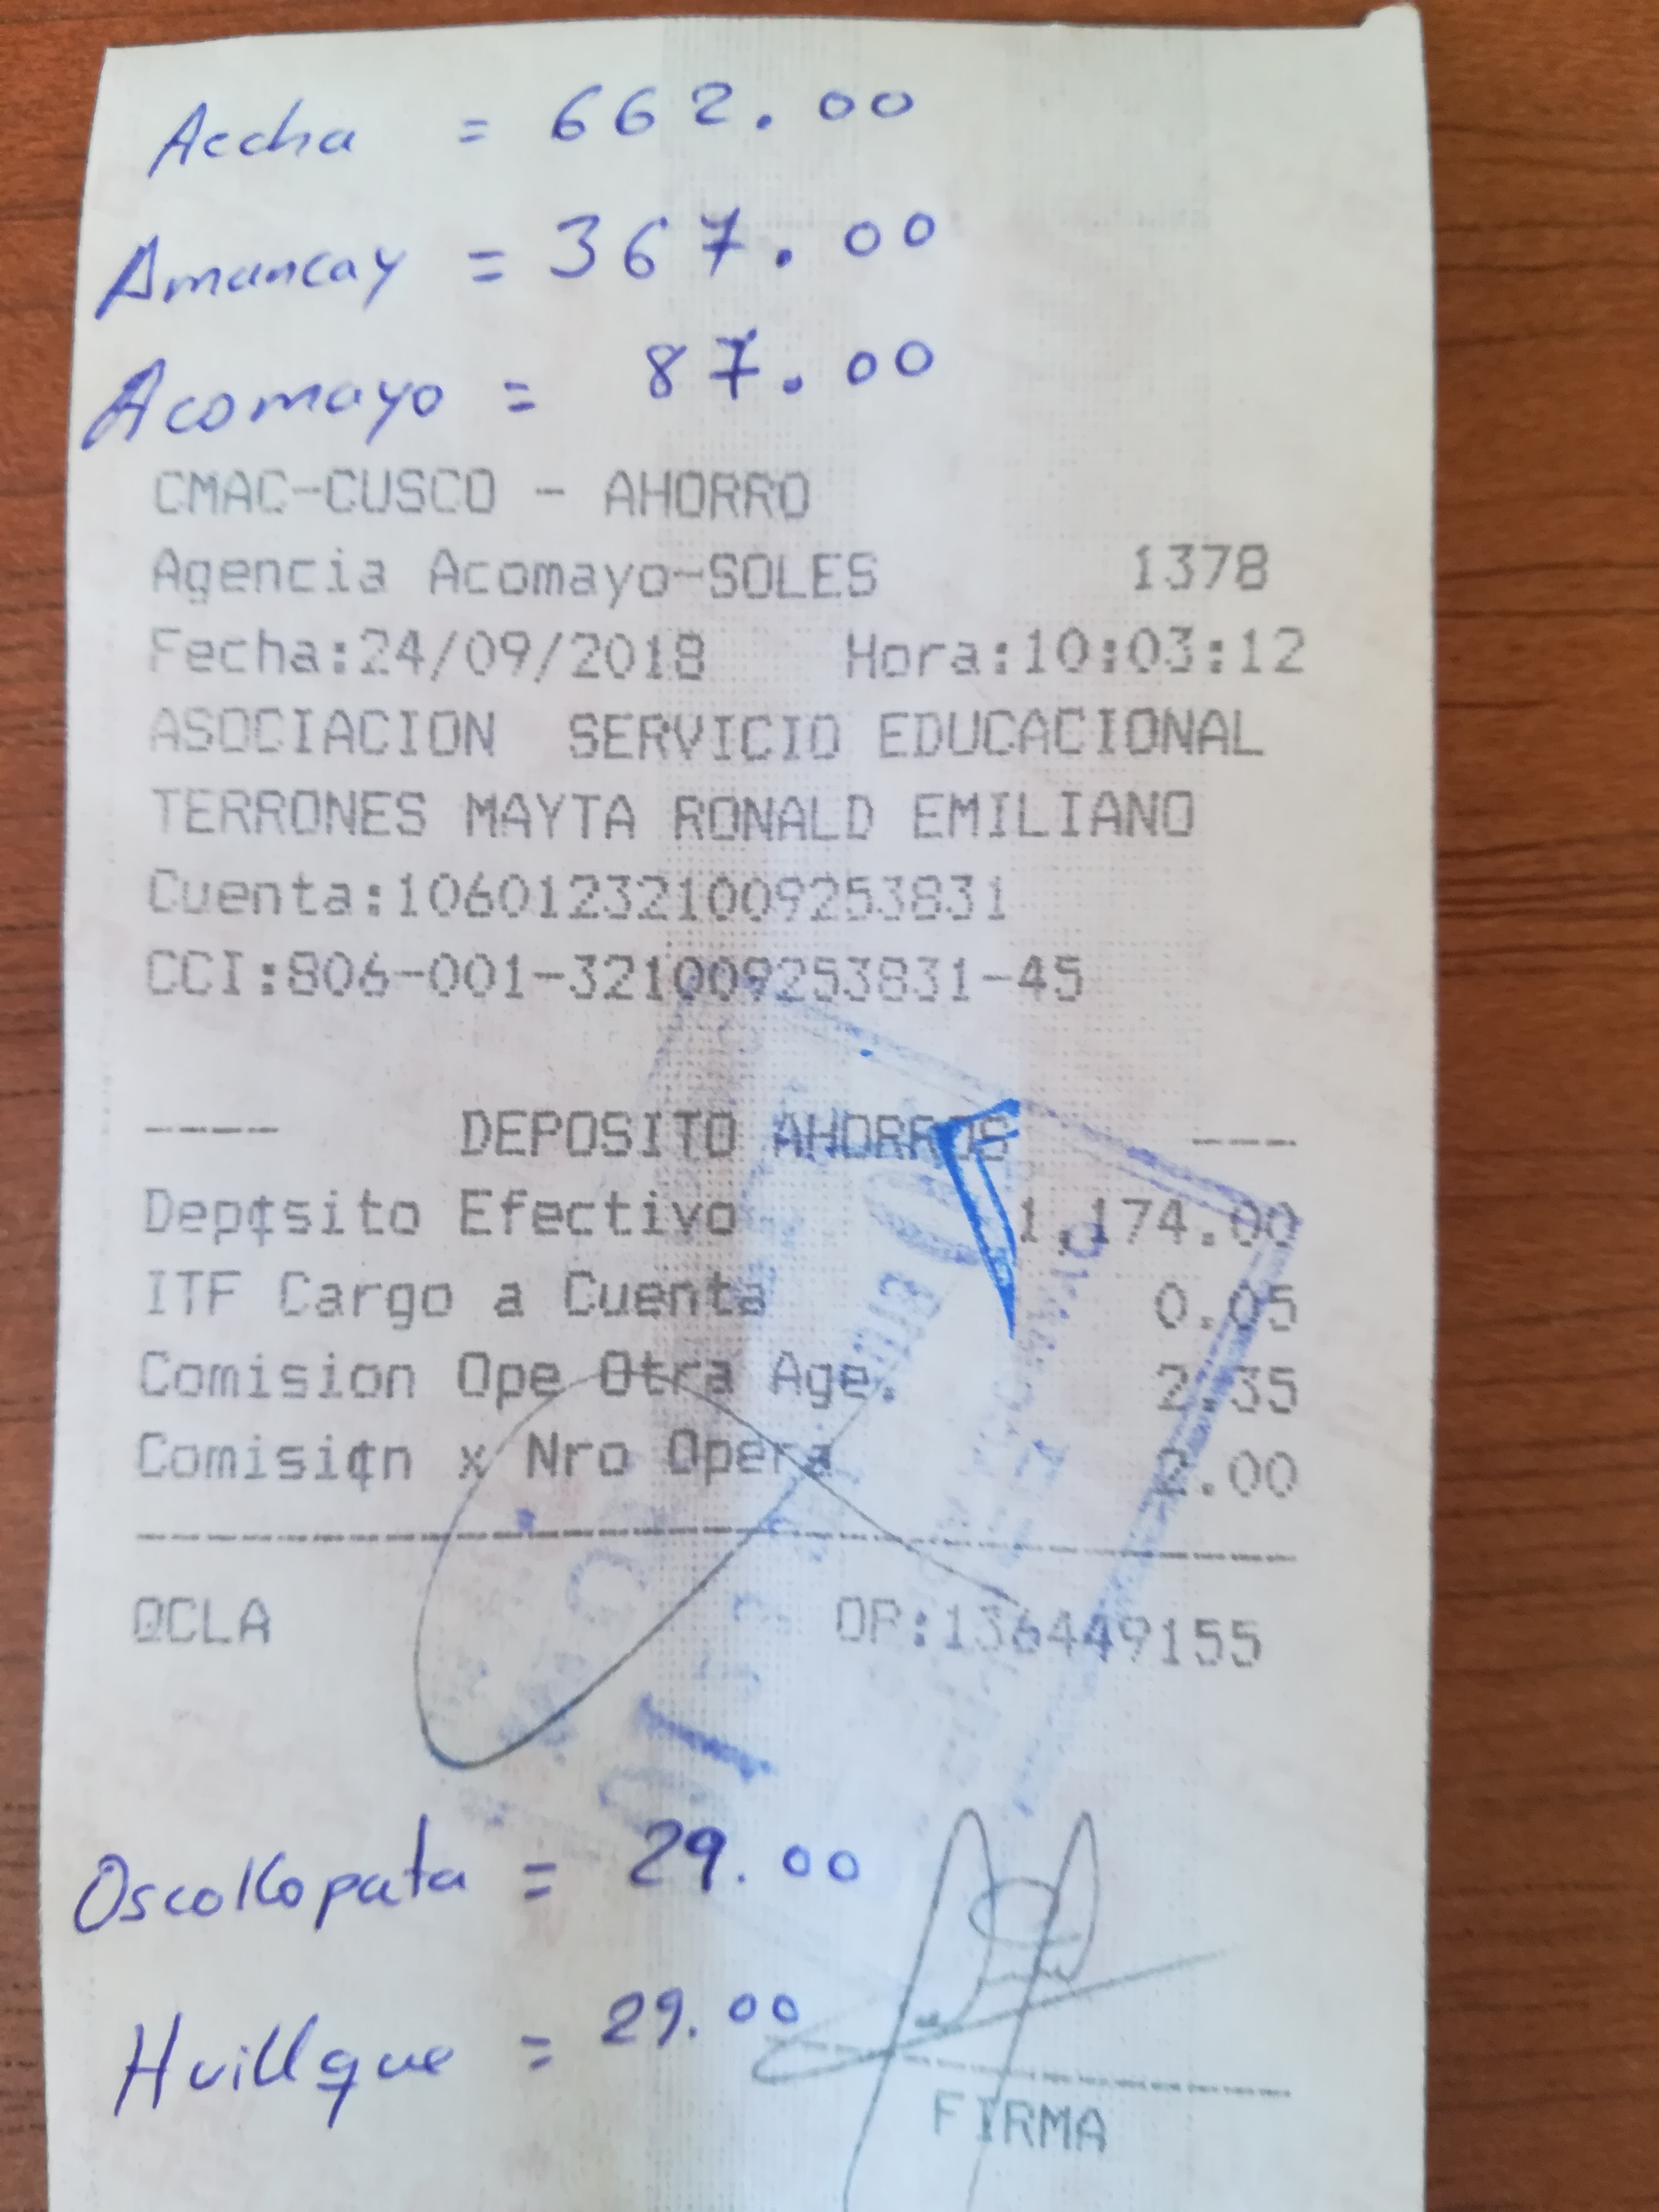 Accha = 662.00
Amancay = 367.00
Acomayo = 87.00
CMAC-CUSCO - AHORRO
Agencia Acomayo-SOLES 1378
Fecha:24/09/2018 Hora:10:03:12
ASOCIACION SERVICIO EDUCACIONAL
TERRONES MAYTA RONALD EMILIANO
Cuenta:106012321009253831
CCI:806-001-321009253831-45
---- DEPOSITO AHORROS ---
Dep¢sito Efectivo 1,174.00
ITF Cargo a Cuenta 0.05
Comision Ope Otra Age. 2.35
Comisi¢n x Nro Opera 2.00
QCLA OP:136449155
Oscollopata = 29.00
Huillque = 29.00
FIRMA